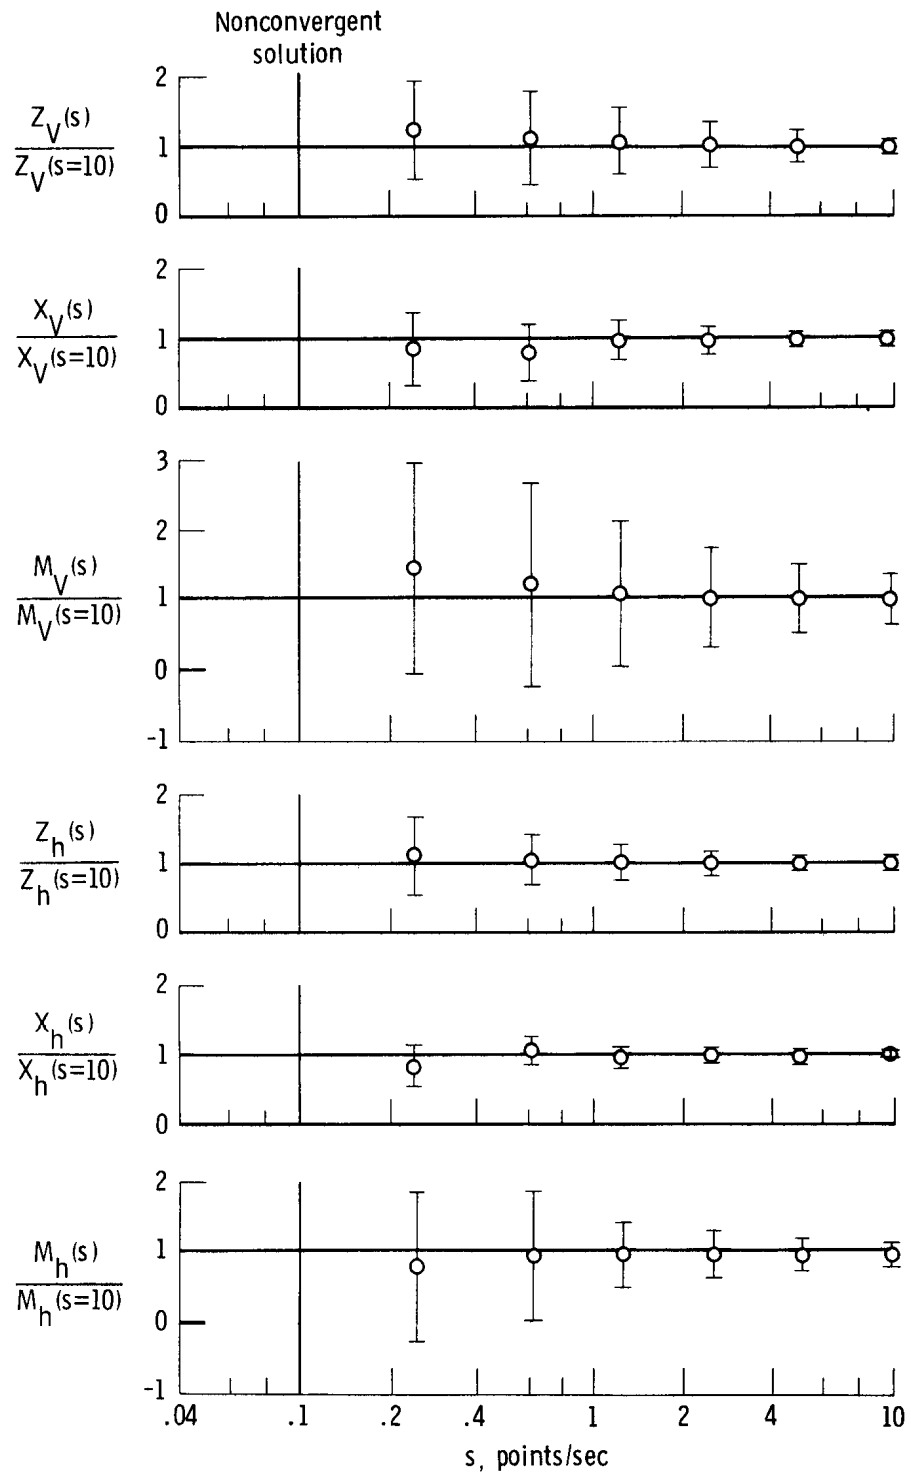 Nonconvergent
solution
Z_V(s)
Z_V(s=10)
2
1
0
X_V(s)
X_V(s=10)
2
1
0
M_V(s)
M_V(s=10)
3
2
1
0
-1
Z_h(s)
Z_h(s=10)
2
1
0
X_h(s)
X_h(s=10)
2
1
0
M_h(s)
M_h(s=10)
2
1
0
-1
.04 .1 .2 .4 1 2 4 10
s, points/sec